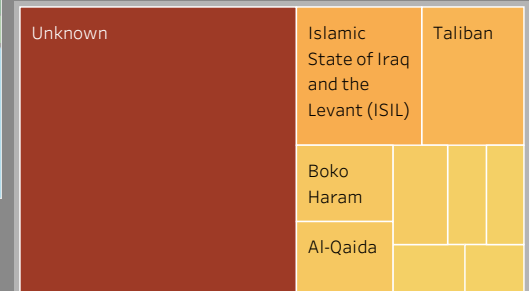 Unknown
Islamic
State of Iraq
and the
Levant (ISIL)
Taliban
Boko
Haram
Al-Qaida